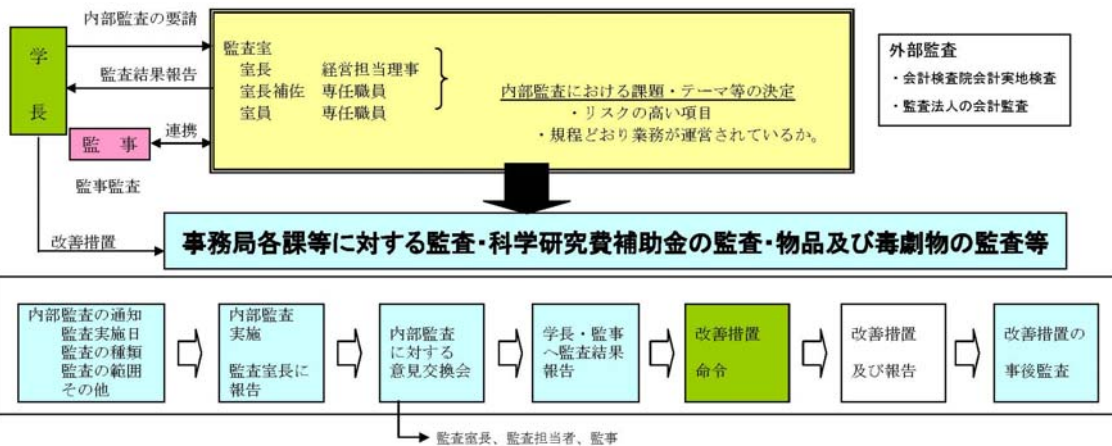 内部監査の要請
学
長
監査結果報告
監査室
室長 経営担当理事
室長補佐 専任職員
室員 専任職員
内部監査における課題・テーマ等の決定
・リスクの高い項目
・規程どおり業務が運営されているか。
外部監査
・会計検査院会計実地検査
・監査法人の会計監査
監 事
連携
監事監査
改善措置
事務局各課等に対する監査・科学研究費補助金の監査・物品及び毒劇物の監査等
内部監査の通知
監査実施日
監査の種類
監査の範囲
その他
内部監査
実施
監査室長に
報告
内部監査
に対する
意見交換会
学長・監事
へ監査結果
報告
改善措置
命令
改善措置
及び報告
改善措置の
事後監査
監査室長、監査担当者、監事